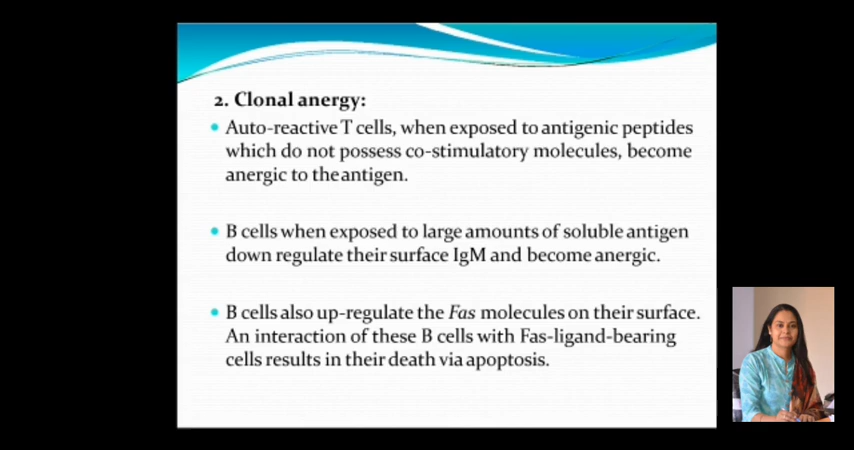 2. Clonal anergy:
• Auto-reactive T cells, when exposed to antigenic peptides
which do not possess co-stimulatory molecules, become
anergic to the antigen.
• B cells when exposed to large amounts of soluble antigen
down regulate their surface IgM and become anergic.
• B cells also up-regulate the Fas molecules on their surface.
An interaction of these B cells with Fas-ligand-bearing
cells results in their death via apoptosis.